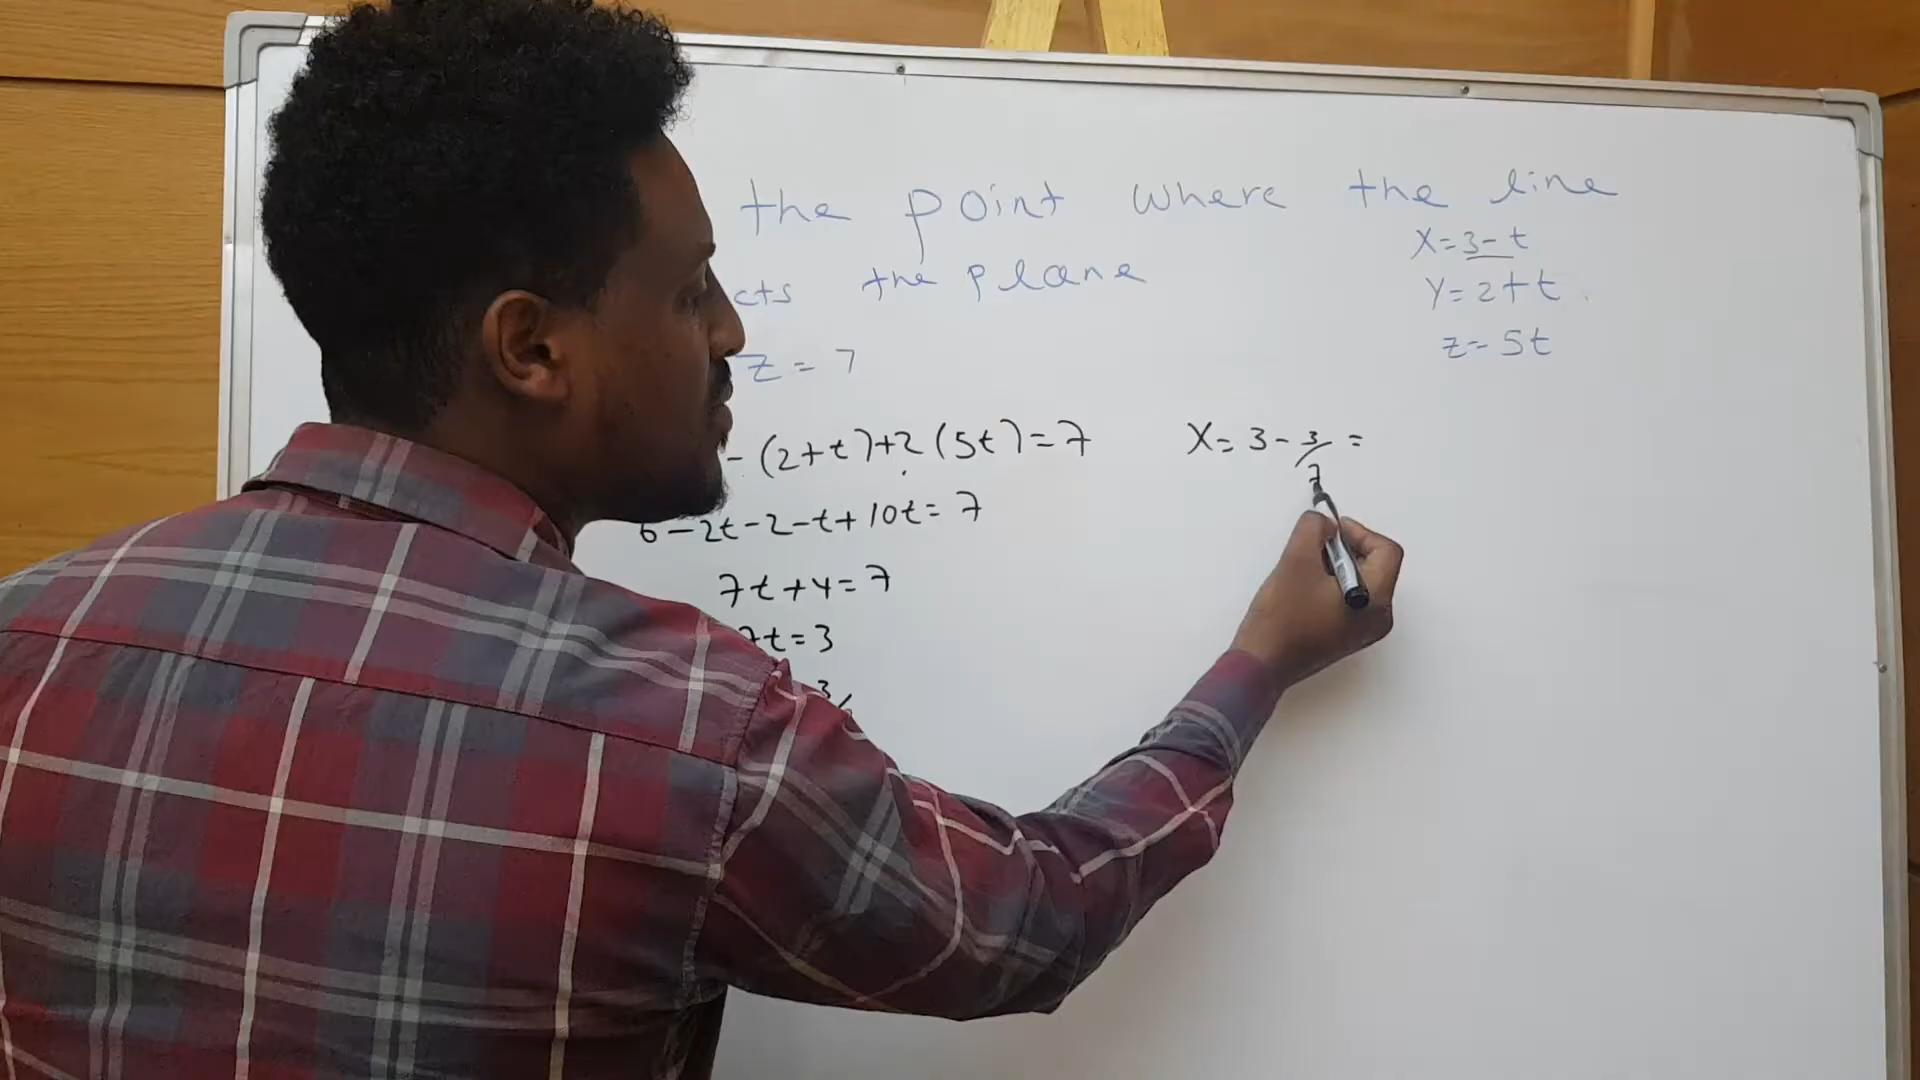 the point where the line
x=3-t
cts the plane
y=2+t
z=5t
z=7
-(2+t)+2(5t)=7
x=3-3/7=
6-2t-2-t+10t=7
7t+4=7
7t=3
3/